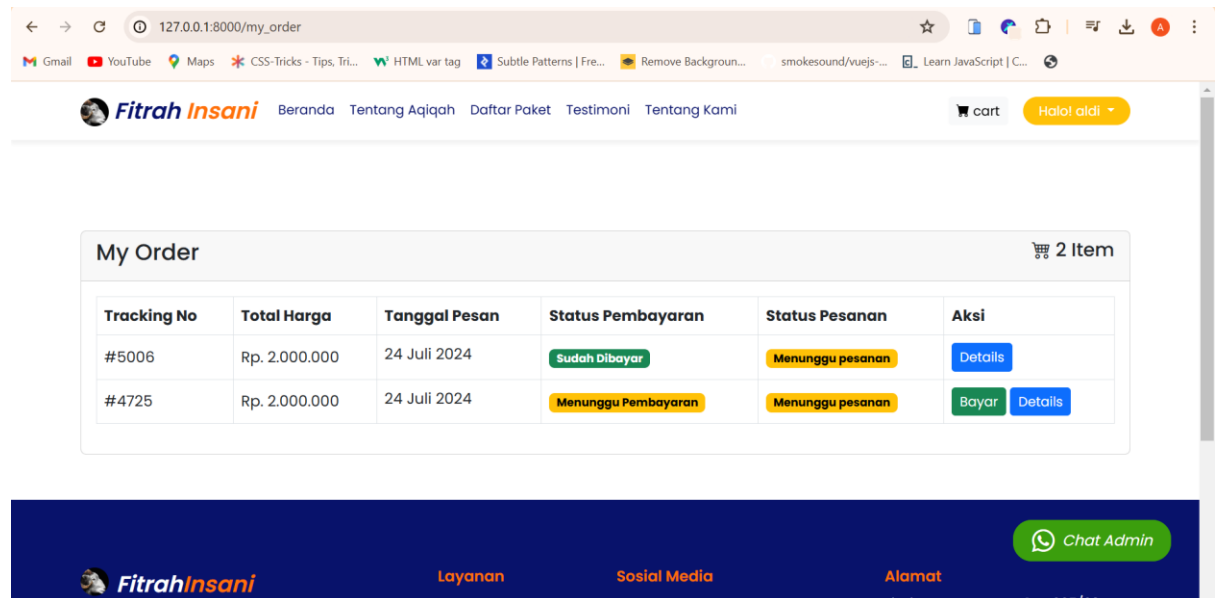 127.0.0.1:8000/my_order
Gmail YouTube Maps CSS-Tricks - Tips, Tri... HTML var tag Subtle Patterns | Fre... Remove Backgroun... smokesound/vuejs-... Learn JavaScript | C...
Fitrah Insani Beranda Tentang Aqiqah Daftar Paket Testimoni Tentang Kami cart Halo! aldi
My Order 2 Item
Tracking No Total Harga Tanggal Pesan Status Pembayaran Status Pesanan Aksi
#5006 Rp. 2.000.000 24 Juli 2024 Sudah Dibayar Menunggu pesanan Details
#4725 Rp. 2.000.000 24 Juli 2024 Menunggu Pembayaran Menunggu pesanan Bayar Details
Chat Admin
FitrahInsani Layanan Sosial Media Alamat